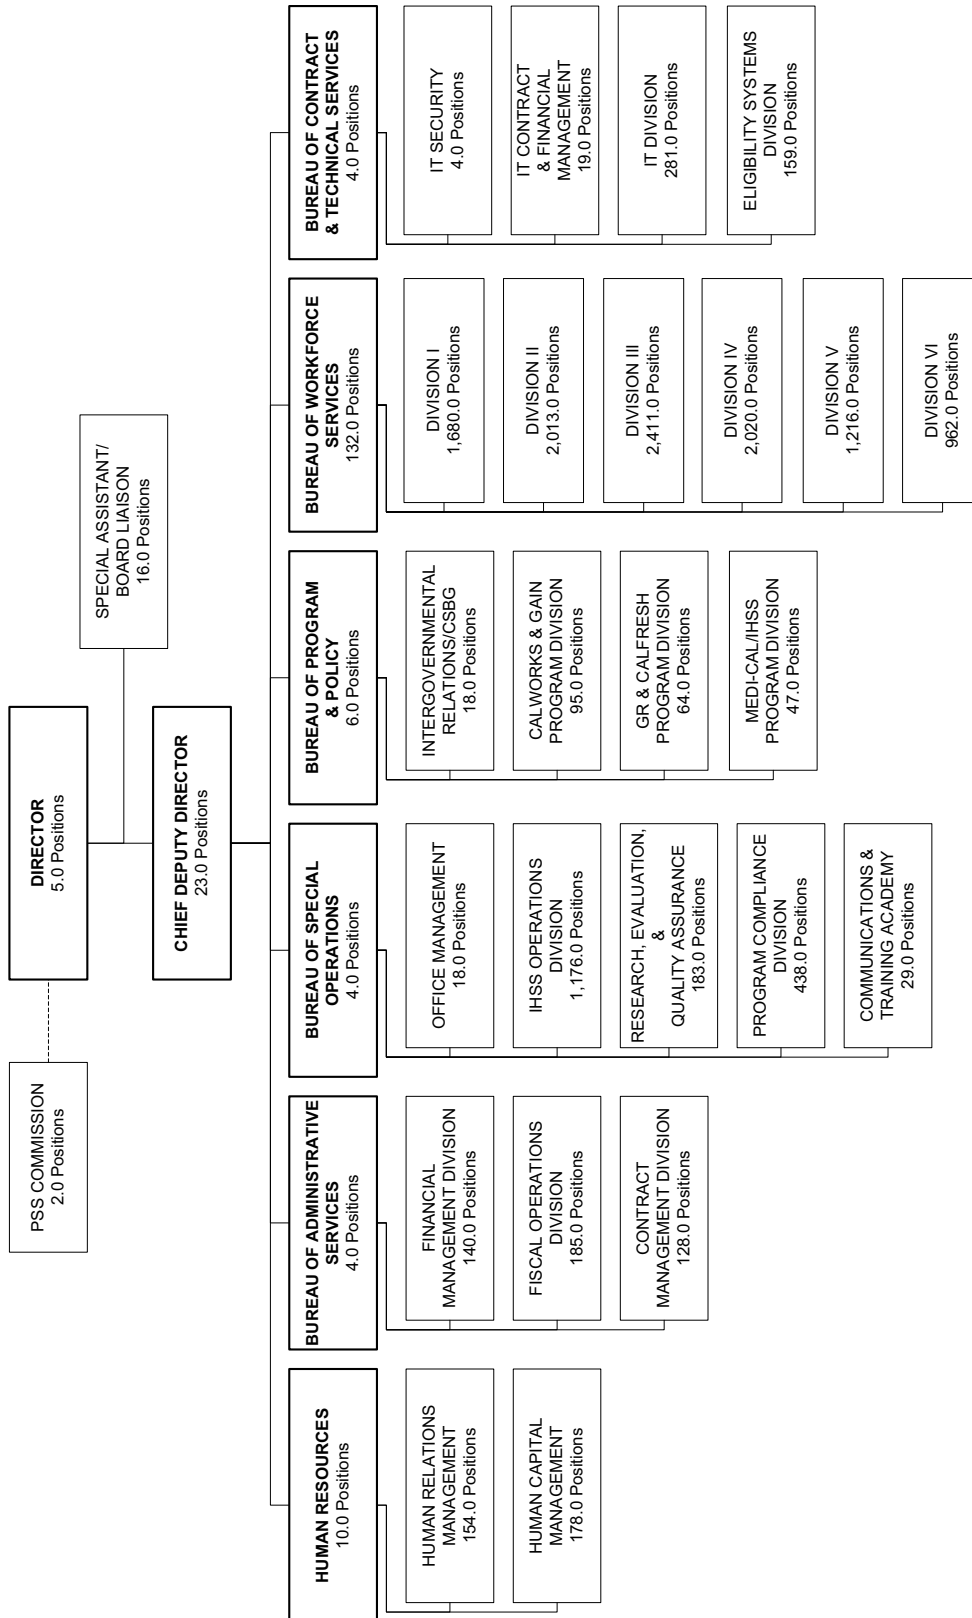 DIRECTOR
5.0 Positions
PSS COMMISSION
2.0 Positions
SPECIAL ASSISTANT/
BOARD LIAISON
16.0 Positions
CHIEF DEPUTY DIRECTOR
23.0 Positions
HUMAN RESOURCES
10.0 Positions
HUMAN RELATIONS
MANAGEMENT
154.0 Positions
HUMAN CAPITAL
MANAGEMENT
178.0 Positions
BUREAU OF ADMINISTRATIVE
SERVICES
4.0 Positions
FINANCIAL
MANAGEMENT DIVISION
140.0 Positions
FISCAL OPERATIONS
DIVISION
185.0 Positions
CONTRACT
MANAGEMENT DIVISION
128.0 Positions
BUREAU OF SPECIAL
OPERATIONS
4.0 Positions
OFFICE MANAGEMENT
18.0 Positions
IHSS OPERATIONS
DIVISION
1,176.0 Positions
RESEARCH, EVALUATION,
&
QUALITY ASSURANCE
183.0 Positions
PROGRAM COMPLIANCE
DIVISION
438.0 Positions
COMMUNICATIONS &
TRAINING ACADEMY
29.0 Positions
BUREAU OF PROGRAM
& POLICY
6.0 Positions
INTERGOVERNMENTAL
RELATIONS/CSBG
18.0 Positions
CALWORKS & GAIN
PROGRAM DIVISION
95.0 Positions
GR & CALFRESH
PROGRAM DIVISION
64.0 Positions
MEDI-CAL/IHSS
PROGRAM DIVISION
47.0 Positions
BUREAU OF WORKFORCE
SERVICES
132.0 Positions
DIVISION I
1,680.0 Positions
DIVISION II
2,013.0 Positions
DIVISION III
2,411.0 Positions
DIVISION IV
2,020.0 Positions
DIVISION V
1,216.0 Positions
DIVISION VI
962.0 Positions
BUREAU OF CONTRACT
& TECHNICAL SERVICES
4.0 Positions
IT SECURITY
4.0 Positions
IT CONTRACT
& FINANCIAL
MANAGEMENT
19.0 Positions
IT DIVISION
281.0 Positions
ELIGIBILITY SYSTEMS
DIVISION
159.0 Positions